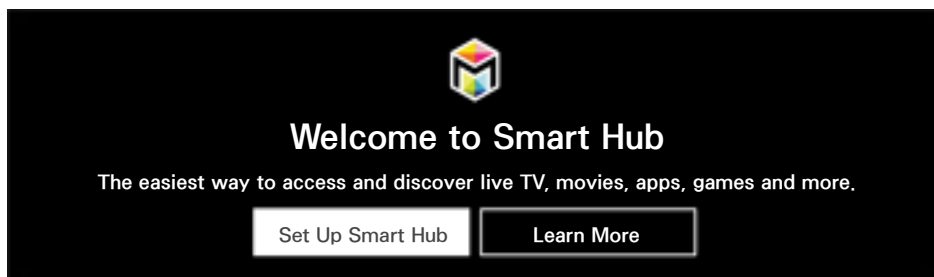 Welcome to Smart Hub
The easiest way to access and discover live TV, movies, apps, games and more.
Set Up Smart Hub
Learn More